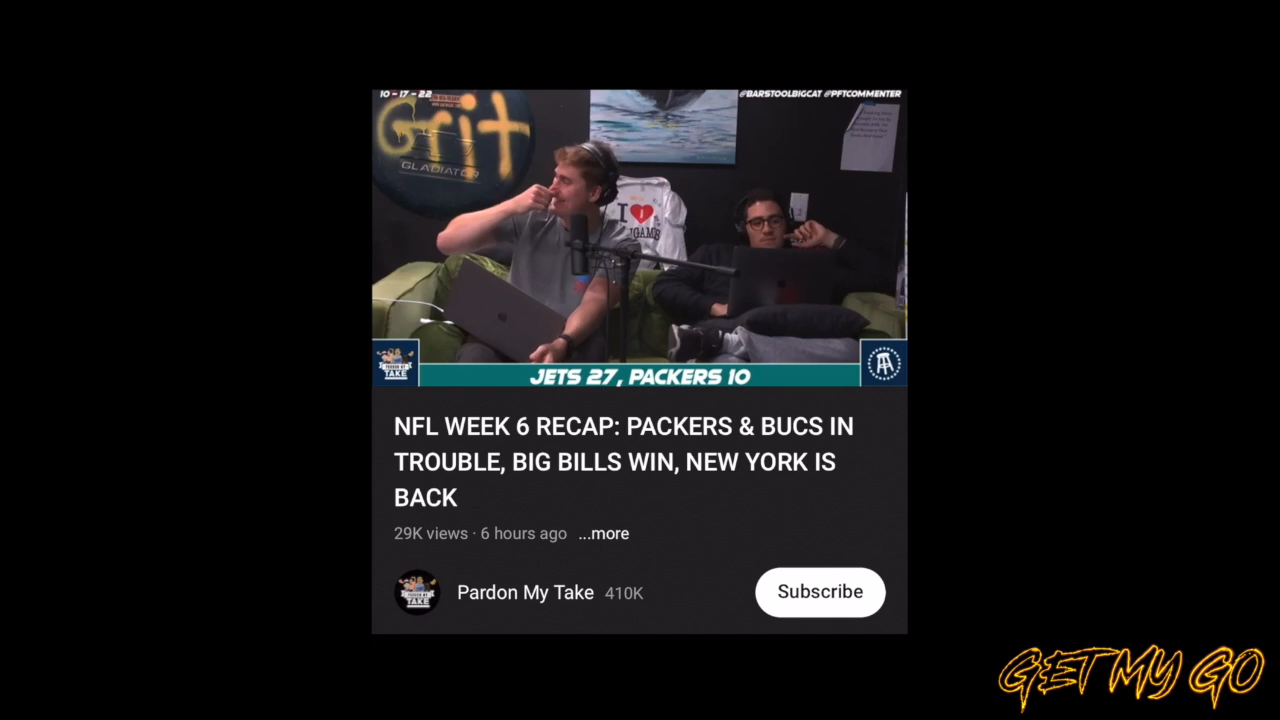 10 - 17 - 22
@BARSTOOLBIGCAT @PFTCOMMENTER
Grit
GLADIATOR
I ❤ 
JETS 27, PACKERS 10
TAKE
NFL WEEK 6 RECAP: PACKERS & BUCS IN
TROUBLE, BIG BILLS WIN, NEW YORK IS
BACK
29K views · 6 hours ago ...more
Pardon My Take 410K
Subscribe
GET MY GO